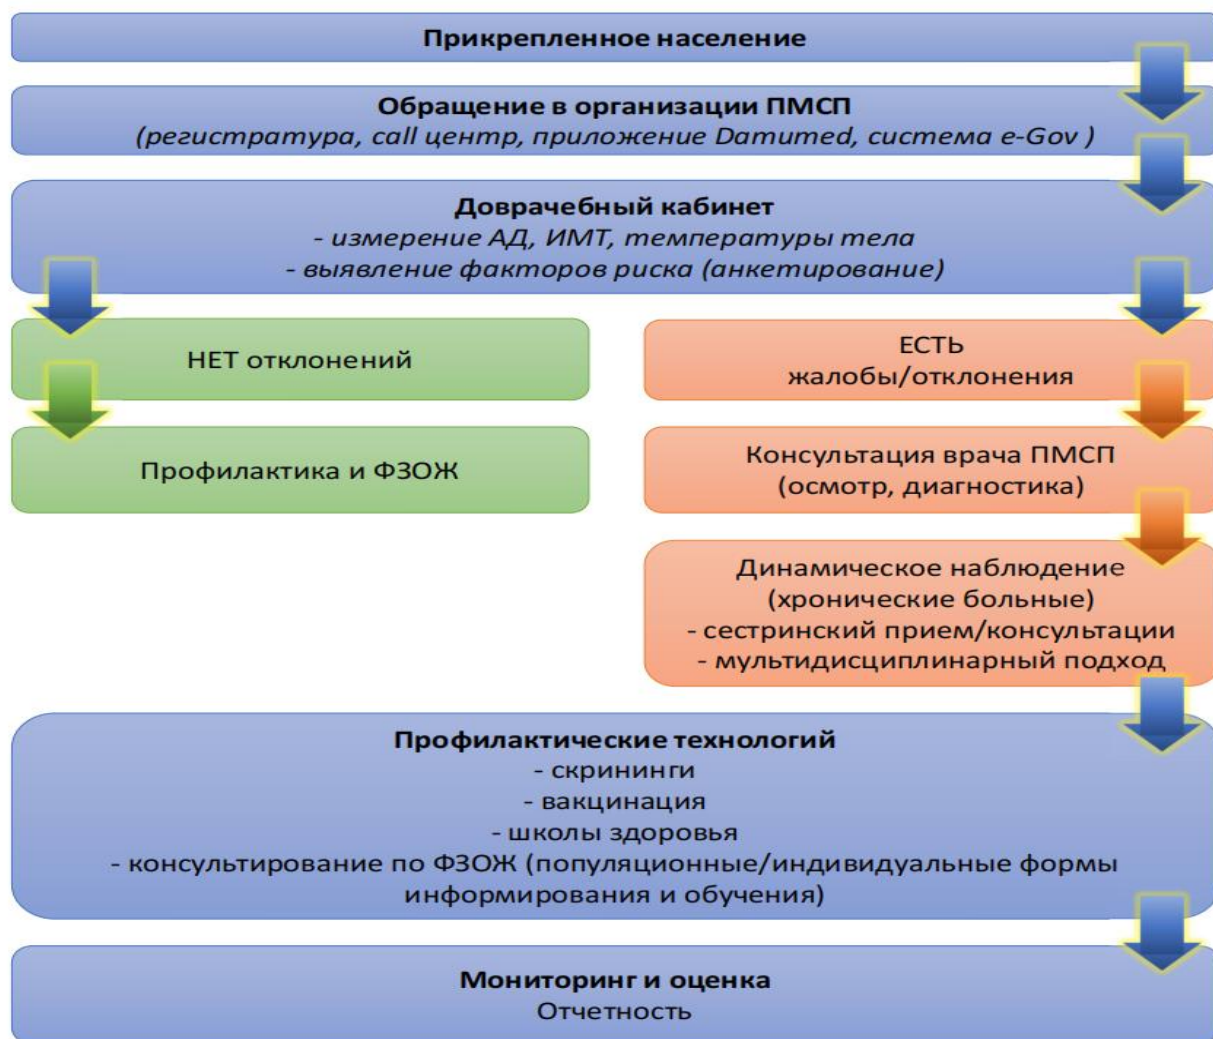 Прикрепленное население
Обращение в организации ПМСП
(регистратура, call центр, приложение Damumed, система e-Gov )
Доврачебный кабинет
- измерение АД, ИМТ, температуры тела
- выявление факторов риска (анкетирование)
НЕТ отклонений
Профилактика и ФЗОЖ
ЕСТЬ
жалобы/отклонения
Консультация врача ПМСП
(осмотр, диагностика)
Динамическое наблюдение
(хронические больные)
- сестринский прием/консультации
- мультидисциплинарный подход
Профилактические технологий
- скрининги
- вакцинация
- школы здоровья
- консультирование по ФЗОЖ (популяционные/индивидуальные формы
информирования и обучения)
Мониторинг и оценка
Отчетность